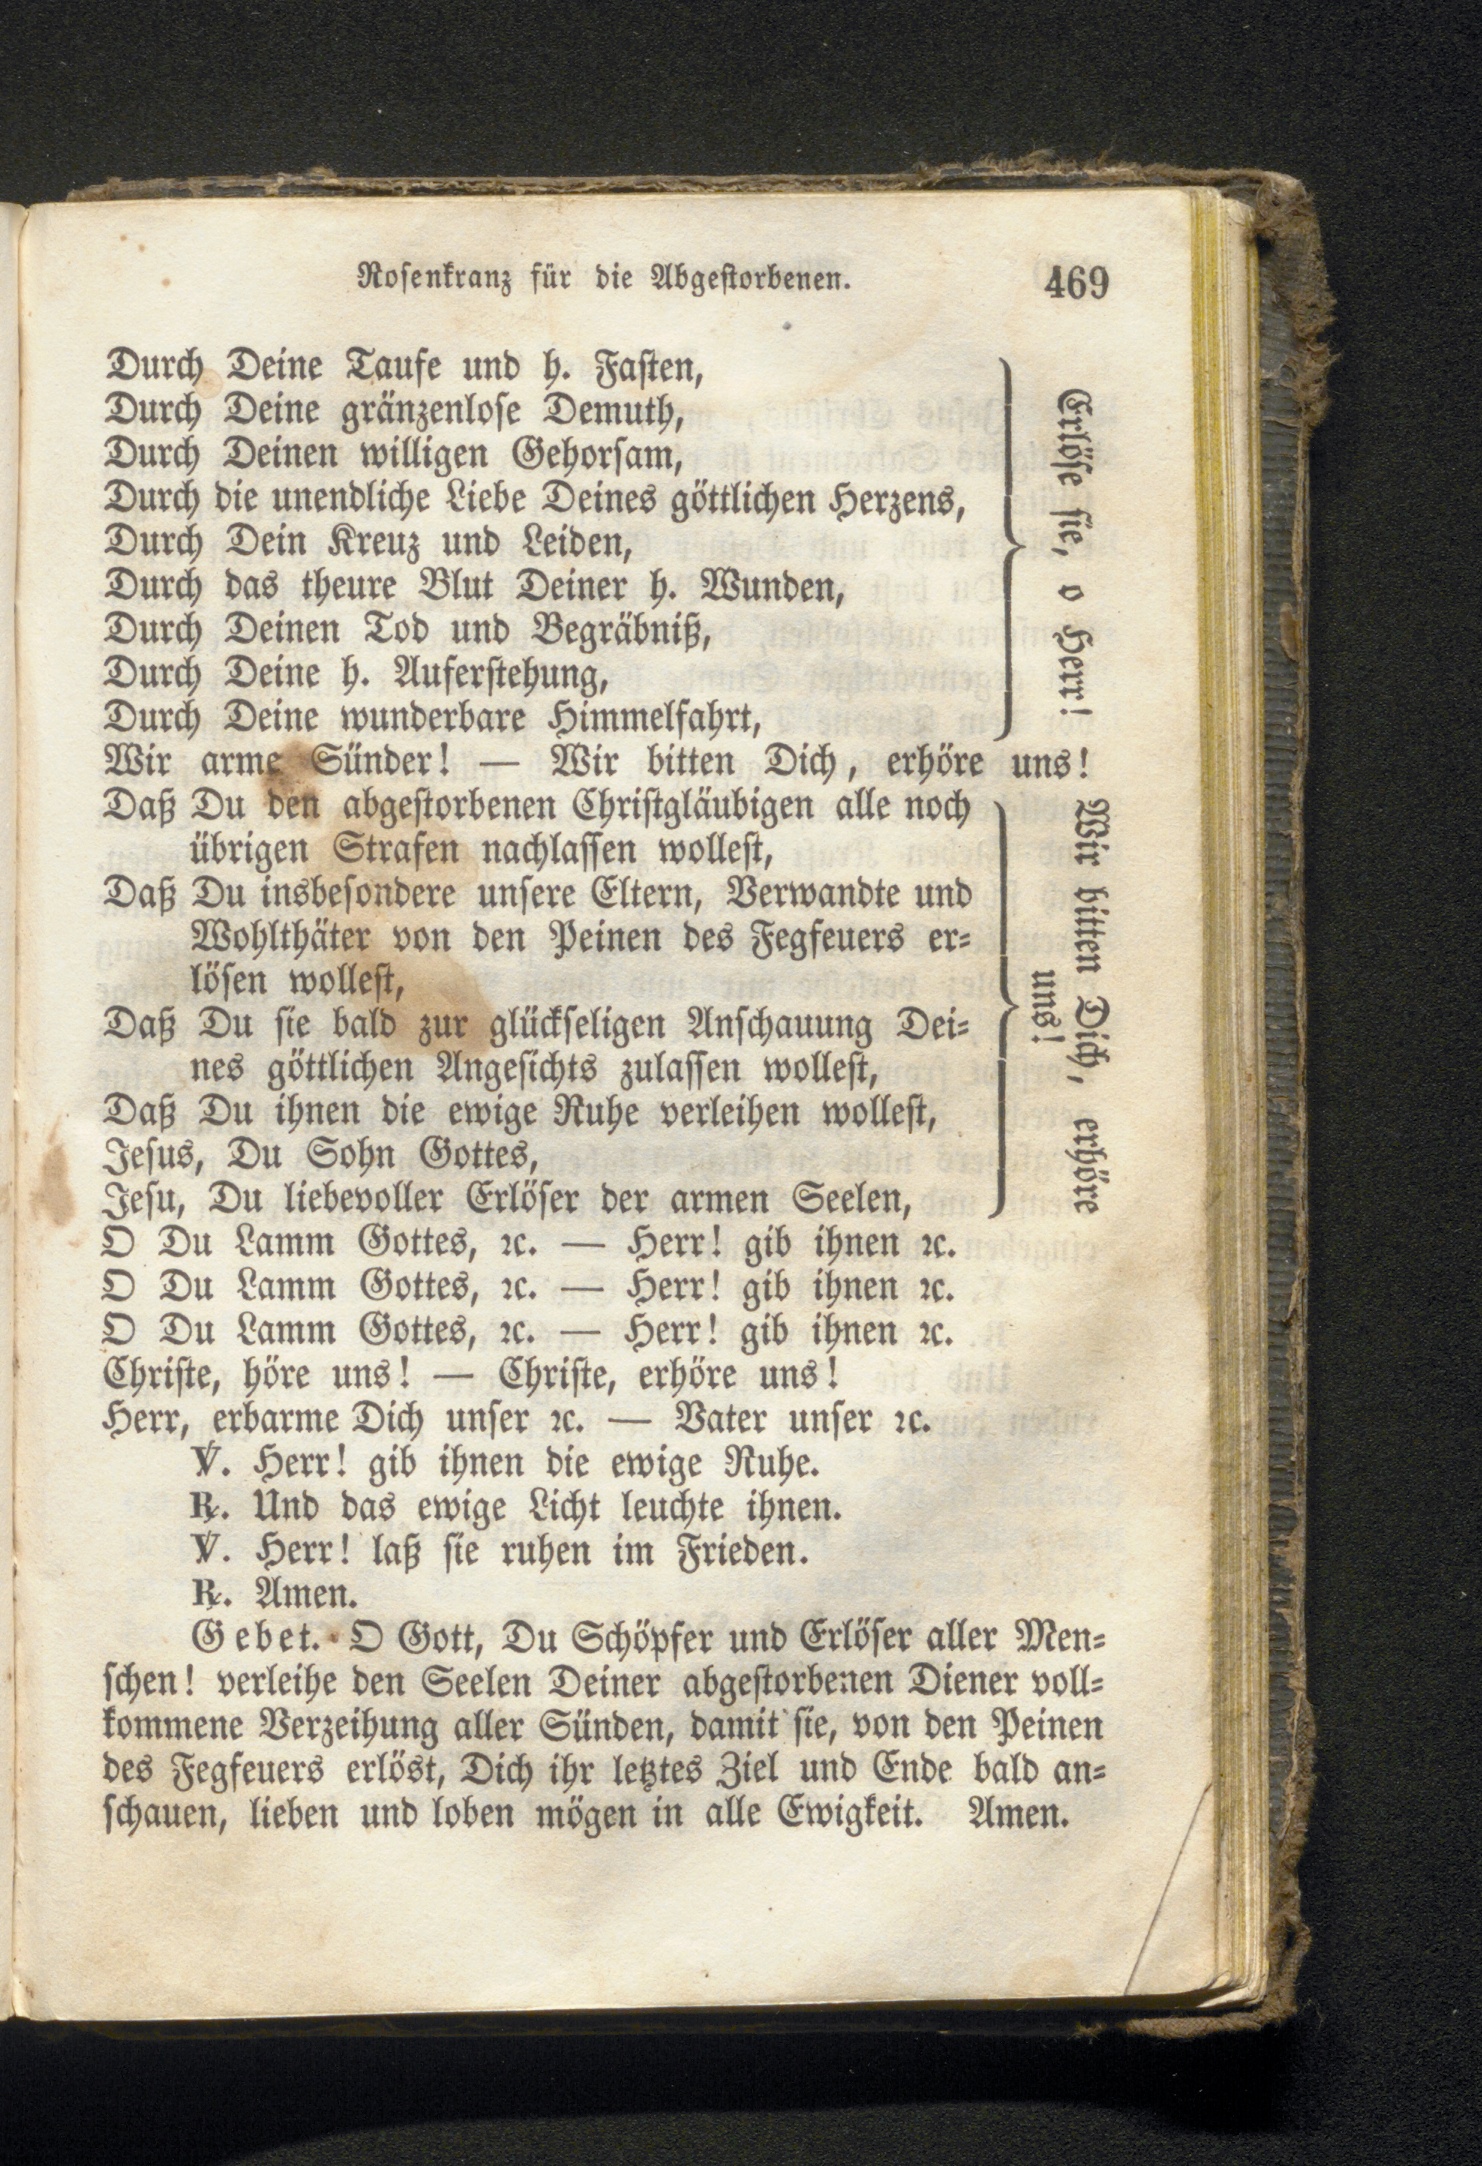 Rosenkranz für die Abgestorbenen. 469
Durch Deine Taufe und h. Fasten,
Durch Deine gränzenlose Demuth,
Durch Deinen willigen Gehorsam,
Durch die unendliche Liebe Deines göttlichen Herzens,
Durch Dein Kreuz und Leiden,
Durch das theure Blut Deiner h. Wunden,
Durch Deinen Tod und Begräbniß,
Durch Deine h. Auferstehung,
Durch Deine wunderbare Himmelfahrt,
Erlöse sie, o Herr!
Wir arme Sünder! — Wir bitten Dich, erhöre uns!
Daß Du den abgestorbenen Christgläubigen alle noch
übrigen Strafen nachlassen wollest,
Daß Du insbesondere unsere Eltern, Verwandte und
Wohlthäter von den Peinen des Fegfeuers er-
lösen wollest,
Daß Du sie bald zur glückseligen Anschauung Dei-
nes göttlichen Angesichts zulassen wollest,
Daß Du ihnen die ewige Ruhe verleihen wollest,
Jesus, Du Sohn Gottes,
Jesu, Du liebevoller Erlöser der armen Seelen,
Wir bitten Dich, erhöre
uns!
O Du Lamm Gottes, ꝛc. — Herr! gib ihnen ꝛc.
O Du Lamm Gottes, ꝛc. — Herr! gib ihnen ꝛc.
O Du Lamm Gottes, ꝛc. — Herr! gib ihnen ꝛc.
Christe, höre uns! — Christe, erhöre uns!
Herr, erbarme Dich unser ꝛc. — Vater unser ꝛc.
℣. Herr! gib ihnen die ewige Ruhe.
℟. Und das ewige Licht leuchte ihnen.
℣. Herr! laß sie ruhen im Frieden.
℟. Amen.
Gebet. O Gott, Du Schöpfer und Erlöser aller Men-
schen! verleihe den Seelen Deiner abgestorbenen Diener voll-
kommene Verzeihung aller Sünden, damit sie, von den Peinen
des Fegfeuers erlöst, Dich ihr letztes Ziel und Ende bald an-
schauen, lieben und loben mögen in alle Ewigkeit. Amen.